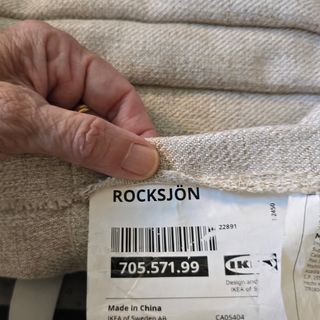 ROCKSJÖN
22891
705.571.99
IKEA
Design and
IKEA of S
Made in China
IKEA of Sweden AB
CA05404
2450